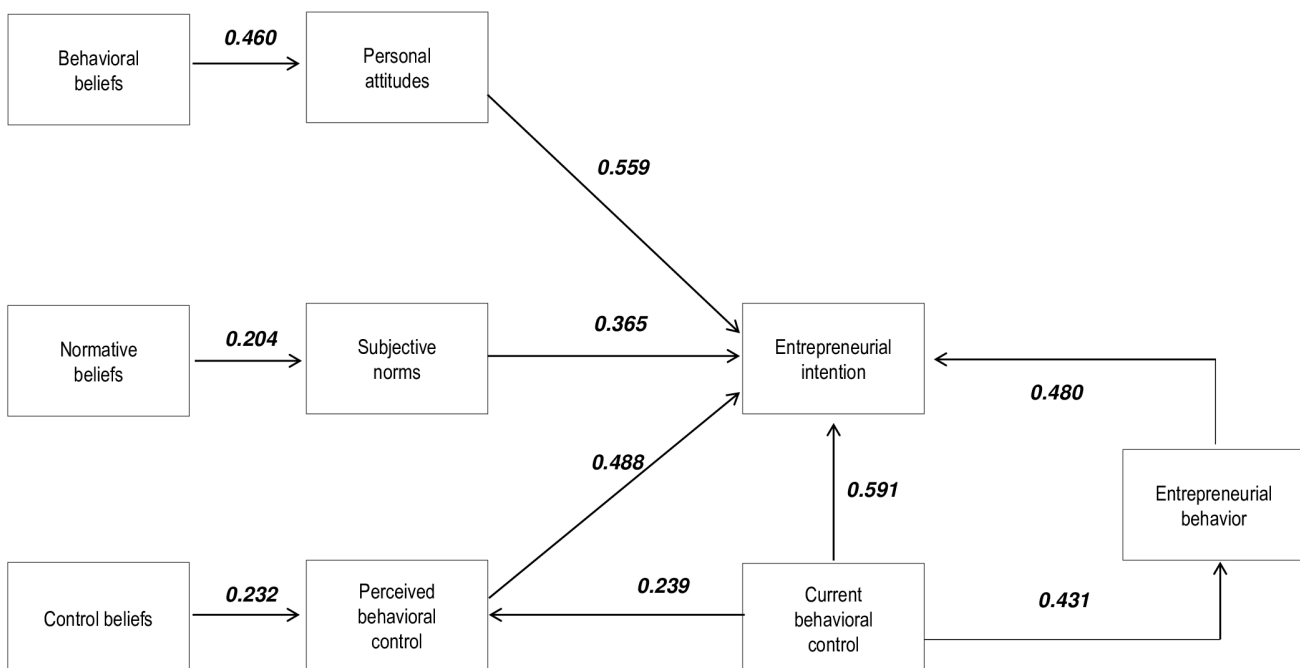 0.460
Behavioral
beliefs
Personal
attitudes
0.559
Normative
beliefs
0.204
Subjective
norms
0.365
Entrepreneurial
intention
0.480
0.488
0.591
Entrepreneurial
behavior
Control beliefs
0.232
Perceived
behavioral
control
0.239
Current
behavioral
control
0.431